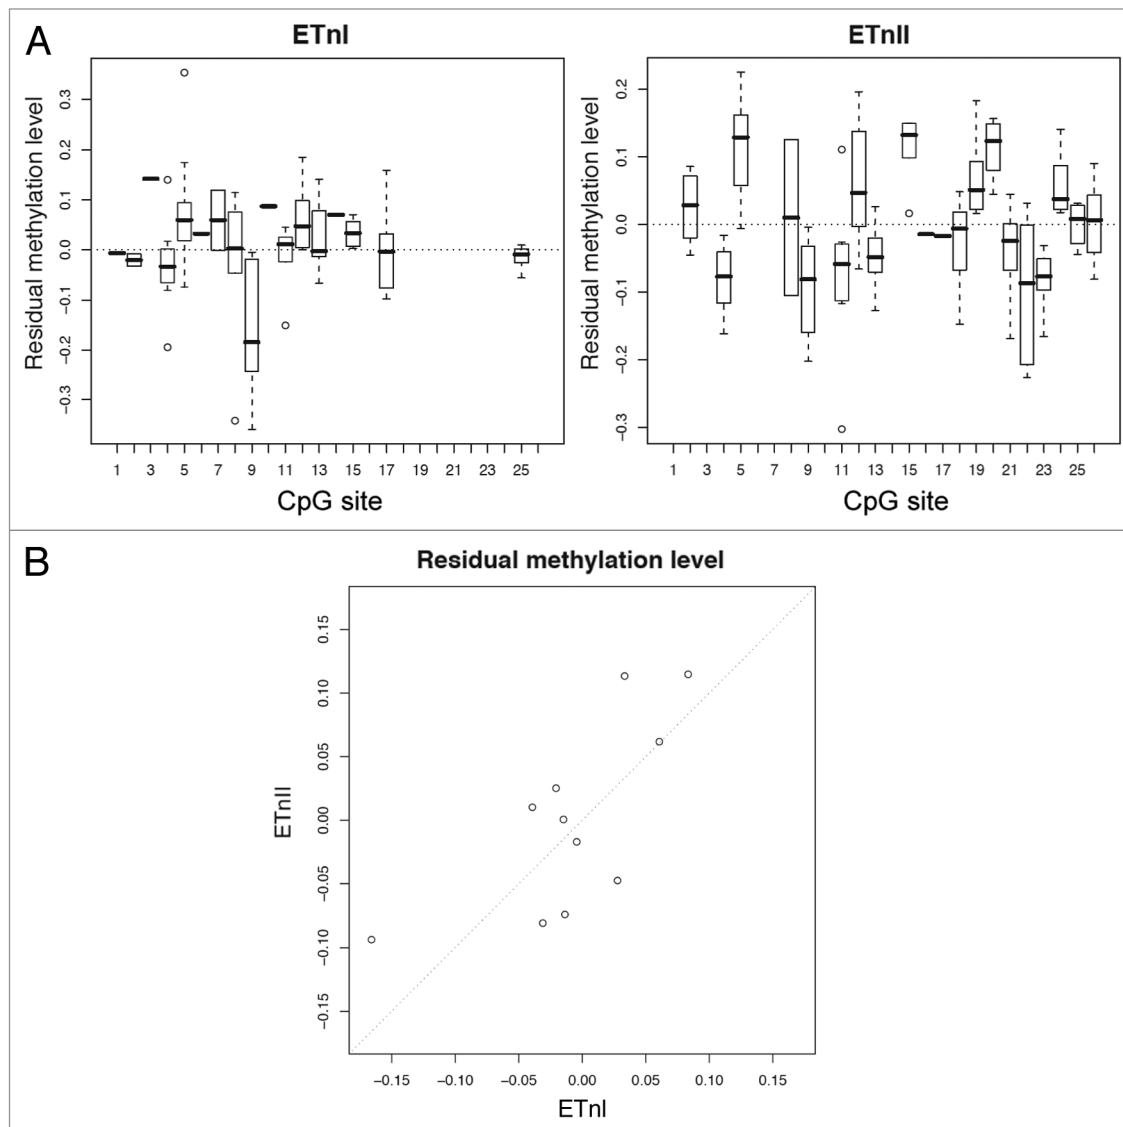 A
ETnI
ETnII
Residual methylation level
0.3
0.2
0.1
0.0
−0.1
−0.2
−0.3
1 3 5 7 9 11 13 15 17 19 21 23 25
CpG site
Residual methylation level
0.2
0.1
0.0
−0.1
−0.2
−0.3
1 3 5 7 9 11 13 15 17 19 21 23 25
CpG site
B
Residual methylation level
ETnII
0.15
0.10
0.05
0.00
−0.05
−0.10
−0.15
−0.15 −0.10 −0.05 0.00 0.05 0.10 0.15
ETnI